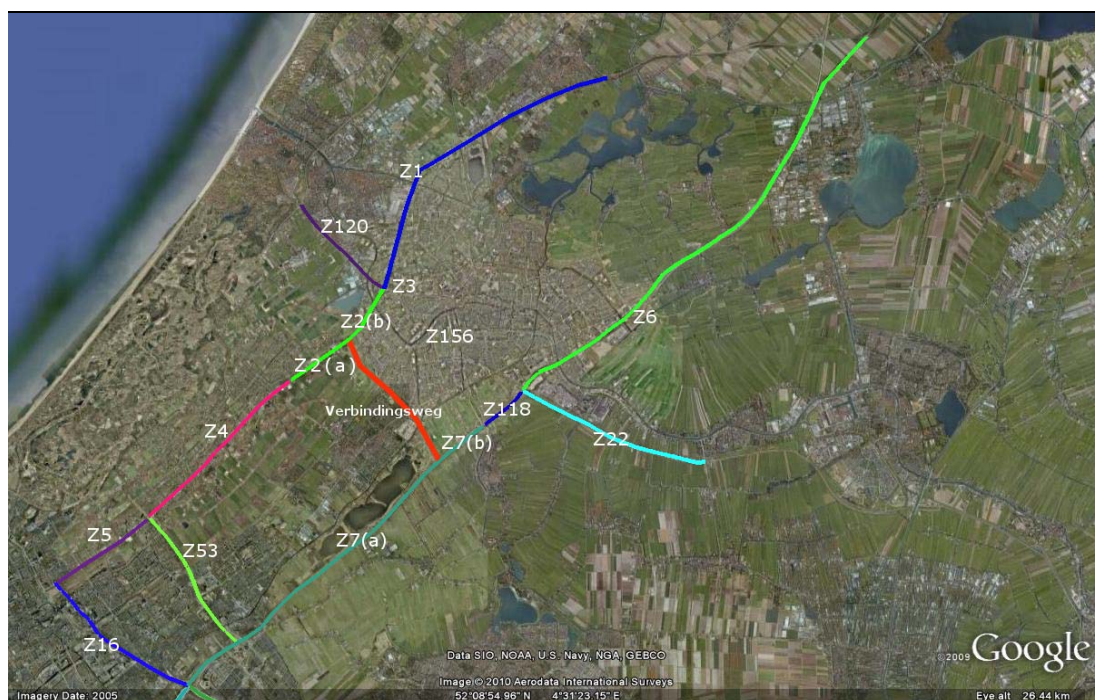 Z1
Z120
Z3
Z2(b)
Z6
Z156
Z2(a)
Verbindingsweg
Z118
Z4
Z7(b)
Z22
Z5
Z53
Z7(a)
Z16
Data SIO, NOAA, U.S. Navy, NGA, GEBCO
©2009 Google
Image © 2010 Aerodata International Surveys
Imagery Date: 2005
52°08'54.96" N 4°31'23.15" E
Eye alt 26.44 km